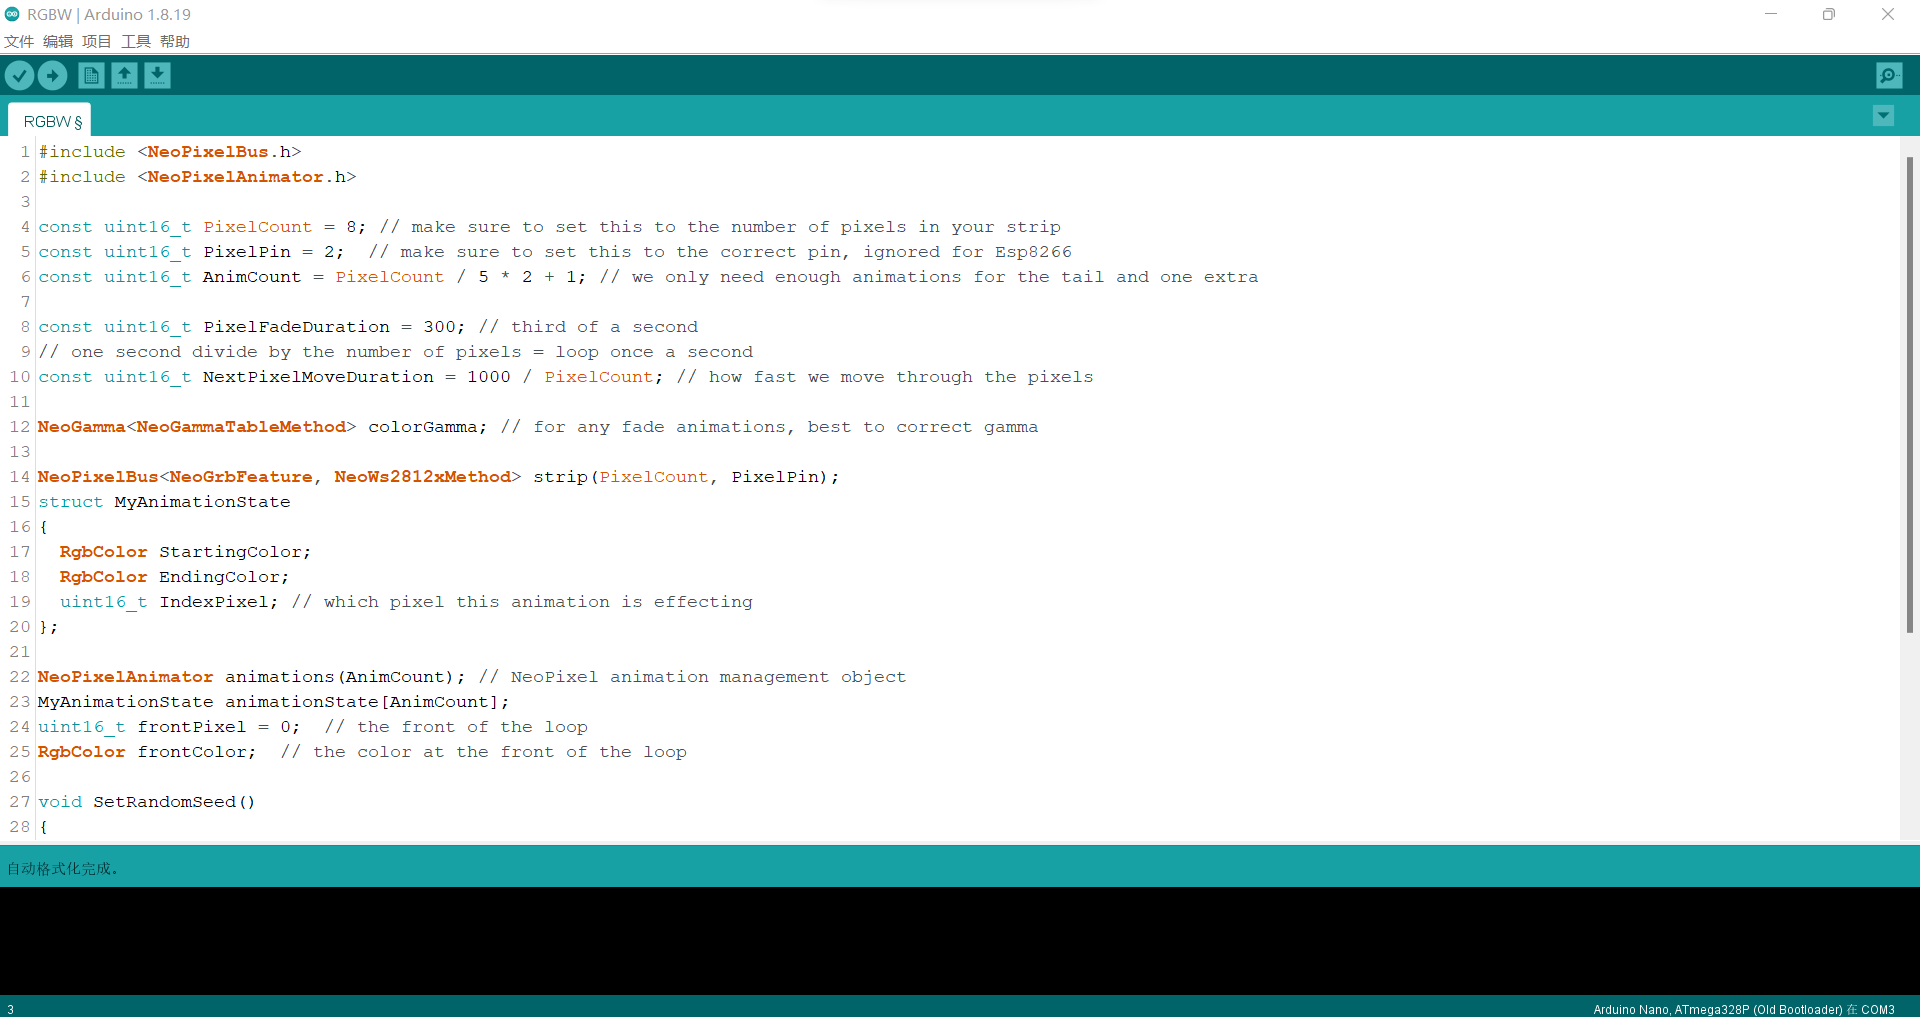 RGBW | Arduino 1.8.19
文件 编辑 项目 工具 帮助
RGBW §
1 #include <NeoPixelBus.h>
2 #include <NeoPixelAnimator.h>
3
4 const uint16_t PixelCount = 8; // make sure to set this to the number of pixels in your strip
5 const uint16_t PixelPin = 2;  // make sure to set this to the correct pin, ignored for Esp8266
6 const uint16_t AnimCount = PixelCount / 5 * 2 + 1; // we only need enough animations for the tail and one extra
7
8 const uint16_t PixelFadeDuration = 300; // third of a second
9 // one second divide by the number of pixels = loop once a second
10 const uint16_t NextPixelMoveDuration = 1000 / PixelCount; // how fast we move through the pixels
11
12 NeoGamma<NeoGammaTableMethod> colorGamma; // for any fade animations, best to correct gamma
13
14 NeoPixelBus<NeoGrbFeature, NeoWs2812xMethod> strip(PixelCount, PixelPin);
15 struct MyAnimationState
16 {
17   RgbColor StartingColor;
18   RgbColor EndingColor;
19   uint16_t IndexPixel; // which pixel this animation is effecting
20 };
21
22 NeoPixelAnimator animations(AnimCount); // NeoPixel animation management object
23 MyAnimationState animationState[AnimCount];
24 uint16_t frontPixel = 0;  // the front of the loop
25 RgbColor frontColor;  // the color at the front of the loop
26
27 void SetRandomSeed()
28 {
自动格式化完成。
3
Arduino Nano, ATmega328P (Old Bootloader) 在 COM3